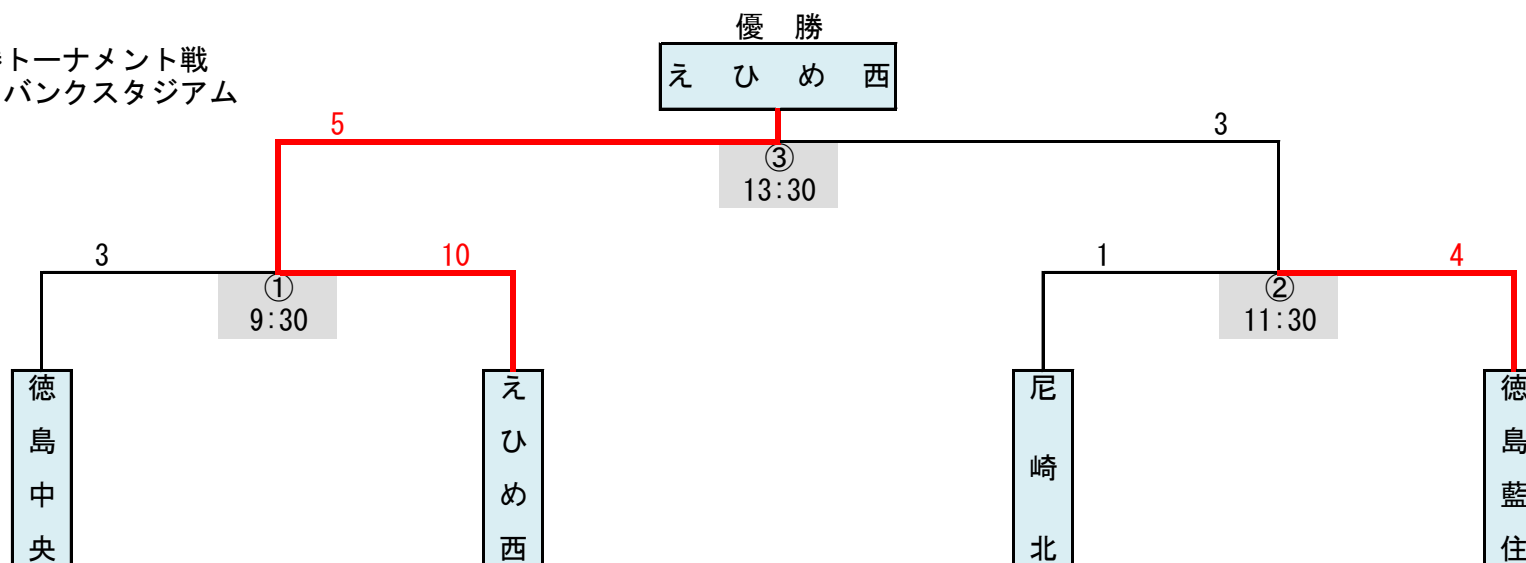 優勝
えひめ西
トーナメント戦
バンクスタジアム
5
3
③
13:30
3
10
1
4
①
9:30
②
11:30
徳島中央
えひめ西
尼崎北
徳島藍住